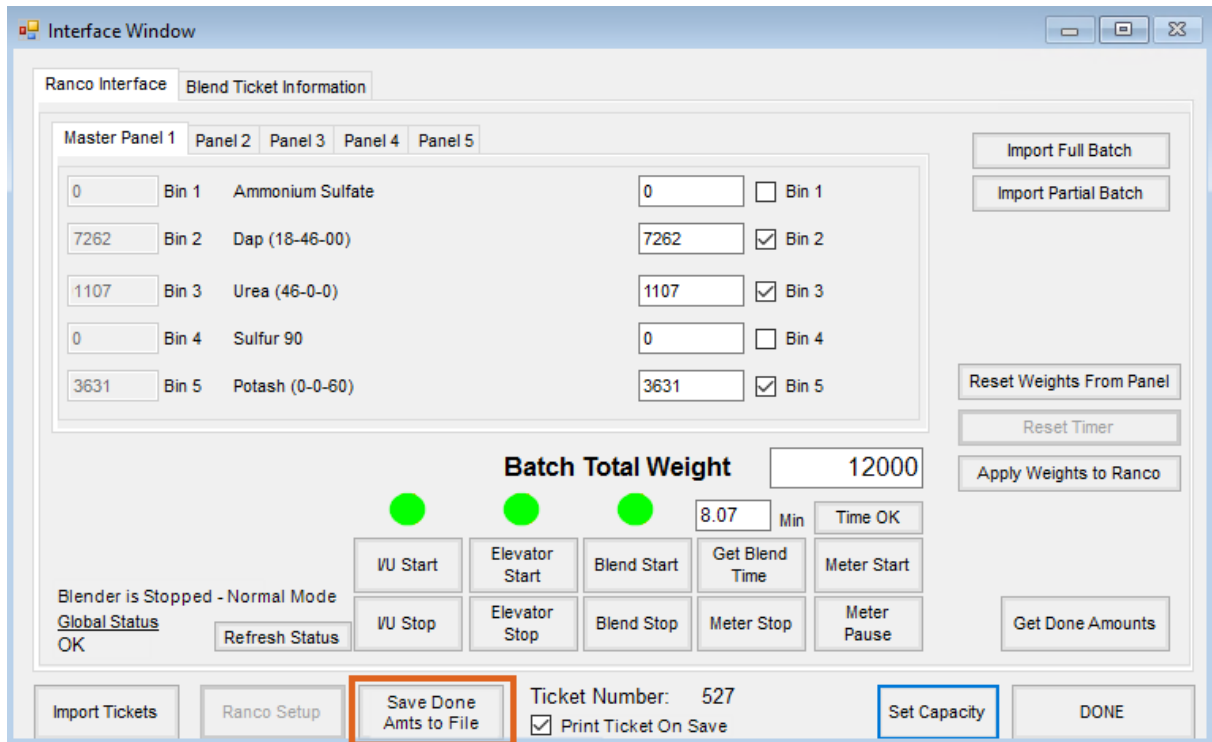 Interface Window
Ranco Interface Blend Ticket Information
Master Panel 1 Panel 2 Panel 3 Panel 4 Panel 5
Import Full Batch
0 Bin 1 Ammonium Sulfate 0 Bin 1
Import Partial Batch
7262 Bin 2 Dap (18-46-00) 7262 Bin 2
1107 Bin 3 Urea (46-0-0) 1107 Bin 3
0 Bin 4 Sulfur 90 0 Bin 4
3631 Bin 5 Potash (0-0-60) 3631 Bin 5
Reset Weights From Panel
Reset Timer
Batch Total Weight 12000
Apply Weights to Ranco
8.07 Min Time OK
I/U Start
Elevator
Start
Blend Start
Get Blend
Time
Meter Start
Blender is Stopped - Normal Mode
Global Status
OK
Refresh Status
I/U Stop
Elevator
Stop
Blend Stop
Meter Stop
Meter
Pause
Get Done Amounts
Import Tickets
Ranco Setup
Save Done
Amts to File
Ticket Number: 527
Print Ticket On Save
Set Capacity
DONE